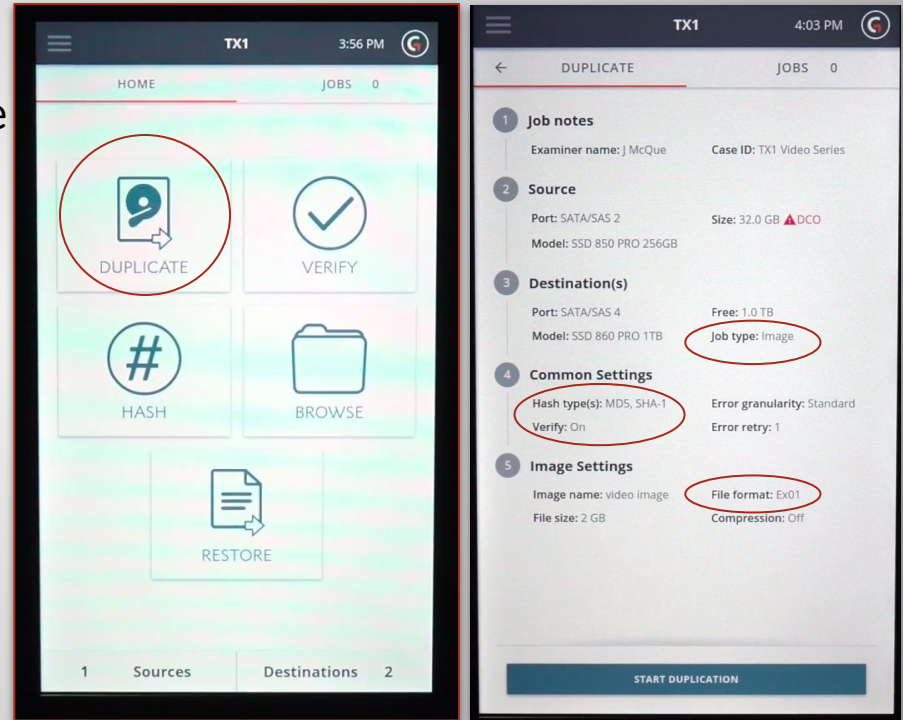 e
TX1 3:56 PM G
HOME JOBS 0
DUPLICATE VERIFY
#
HASH BROWSE
RESTORE
1 Sources Destinations 2
TX1 4:03 PM G
← DUPLICATE JOBS 0
1 Job notes
Examiner name: J McQue Case ID: TX1 Video Series
2 Source
Port: SATA/SAS 2 Size: 32.0 GB DCO
Model: SSD 850 PRO 256GB
3 Destination(s)
Port: SATA/SAS 4 Free: 1.0 TB
Model: SSD 860 PRO 1TB Job type: Image
4 Common Settings
Hash type(s): MD5, SHA-1 Error granularity: Standard
Verify: On Error retry: 1
5 Image Settings
Image name: video image File format: Ex01
File size: 2 GB Compression: Off
START DUPLICATION